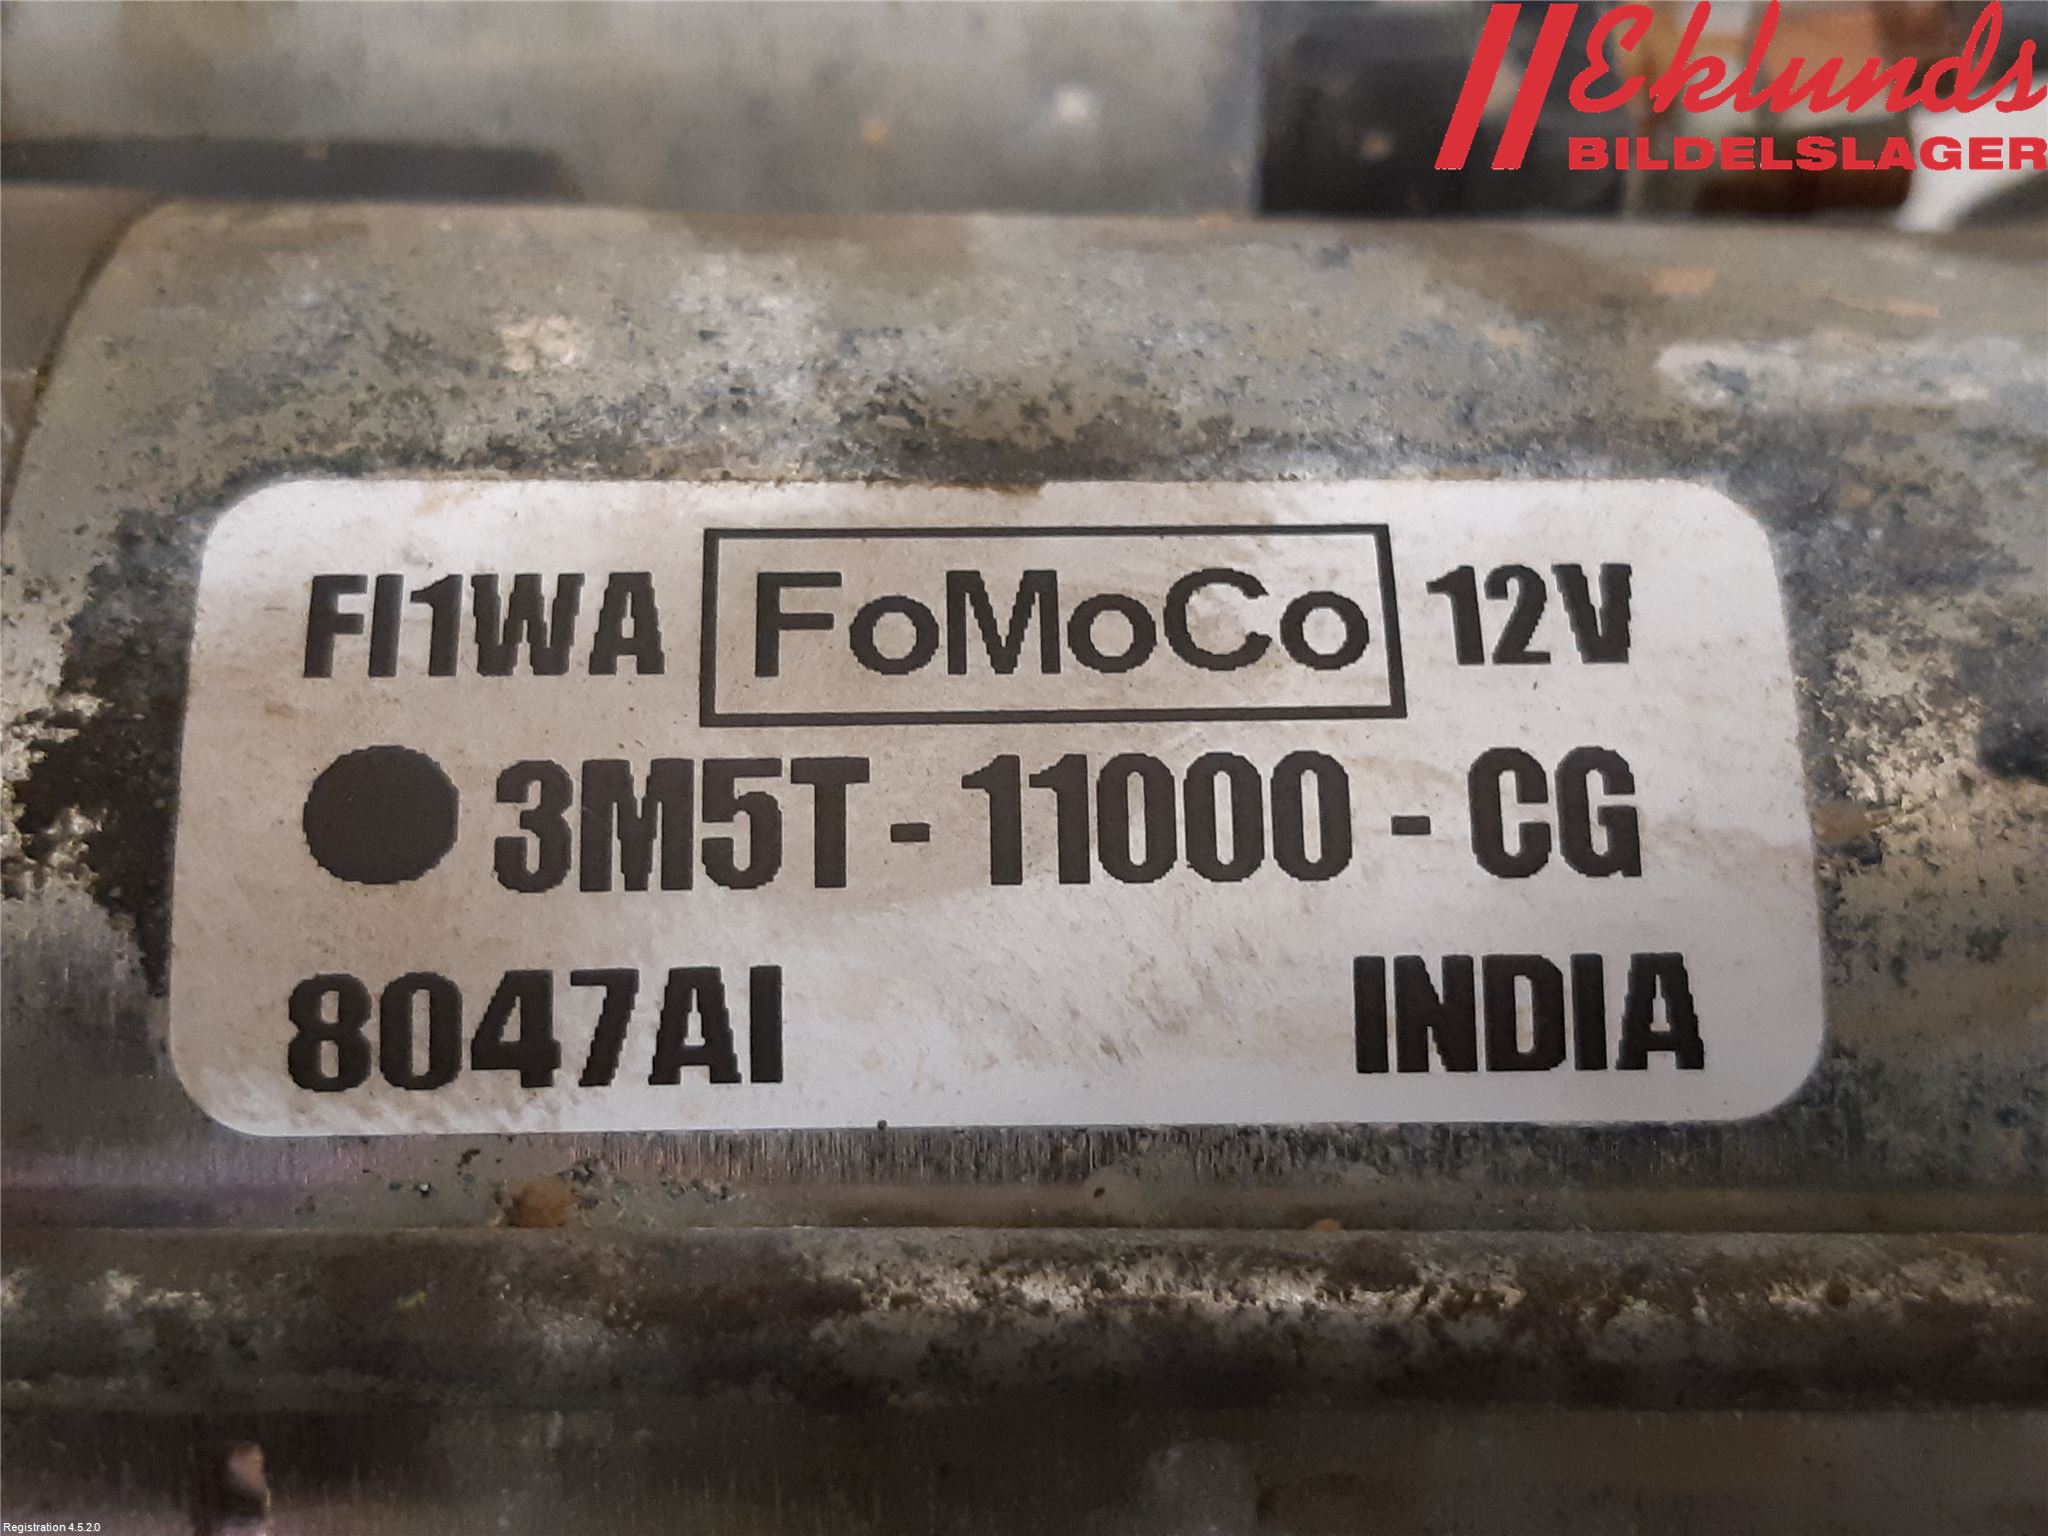 Eklunds
BILDELSLAGER
FI1WA FoMoCo 12V
3M5T - 11000 - CG
8047AI INDIA
Registration 4.5.2.0